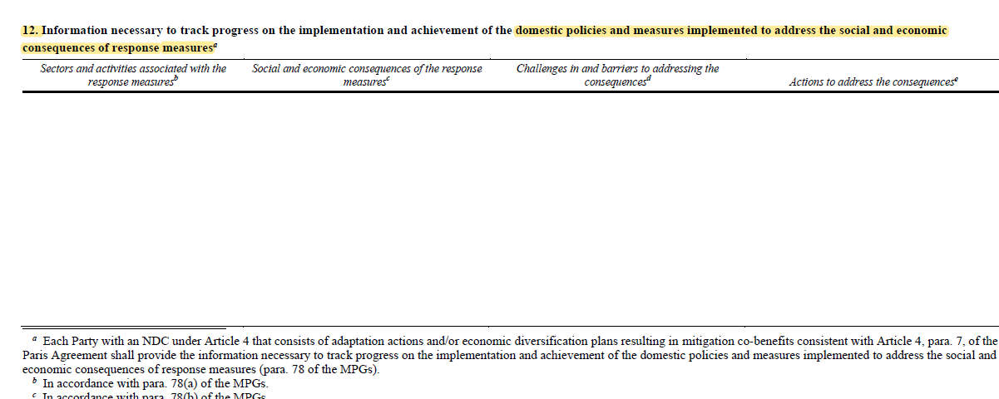 12. Information necessary to track progress on the implementation and achievement of the domestic policies and measures implemented to address the social and economic
consequences of response measuresᵃ
Sectors and activities associated with the response measuresᵇ
Social and economic consequences of the response measuresᶜ
Challenges in and barriers to addressing the consequencesᵈ
Actions to address the consequencesᵉ
ᵃ Each Party with an NDC under Article 4 that consists of adaptation actions and/or economic diversification plans resulting in mitigation co-benefits consistent with Article 4, para. 7, of the
Paris Agreement shall provide the information necessary to track progress on the implementation and achievement of the domestic policies and measures implemented to address the social and
economic consequences of response measures (para. 78 of the MPGs).
ᵇ In accordance with para. 78(a) of the MPGs.
ᶜ In accordance with para. 78(b) of the MPGs